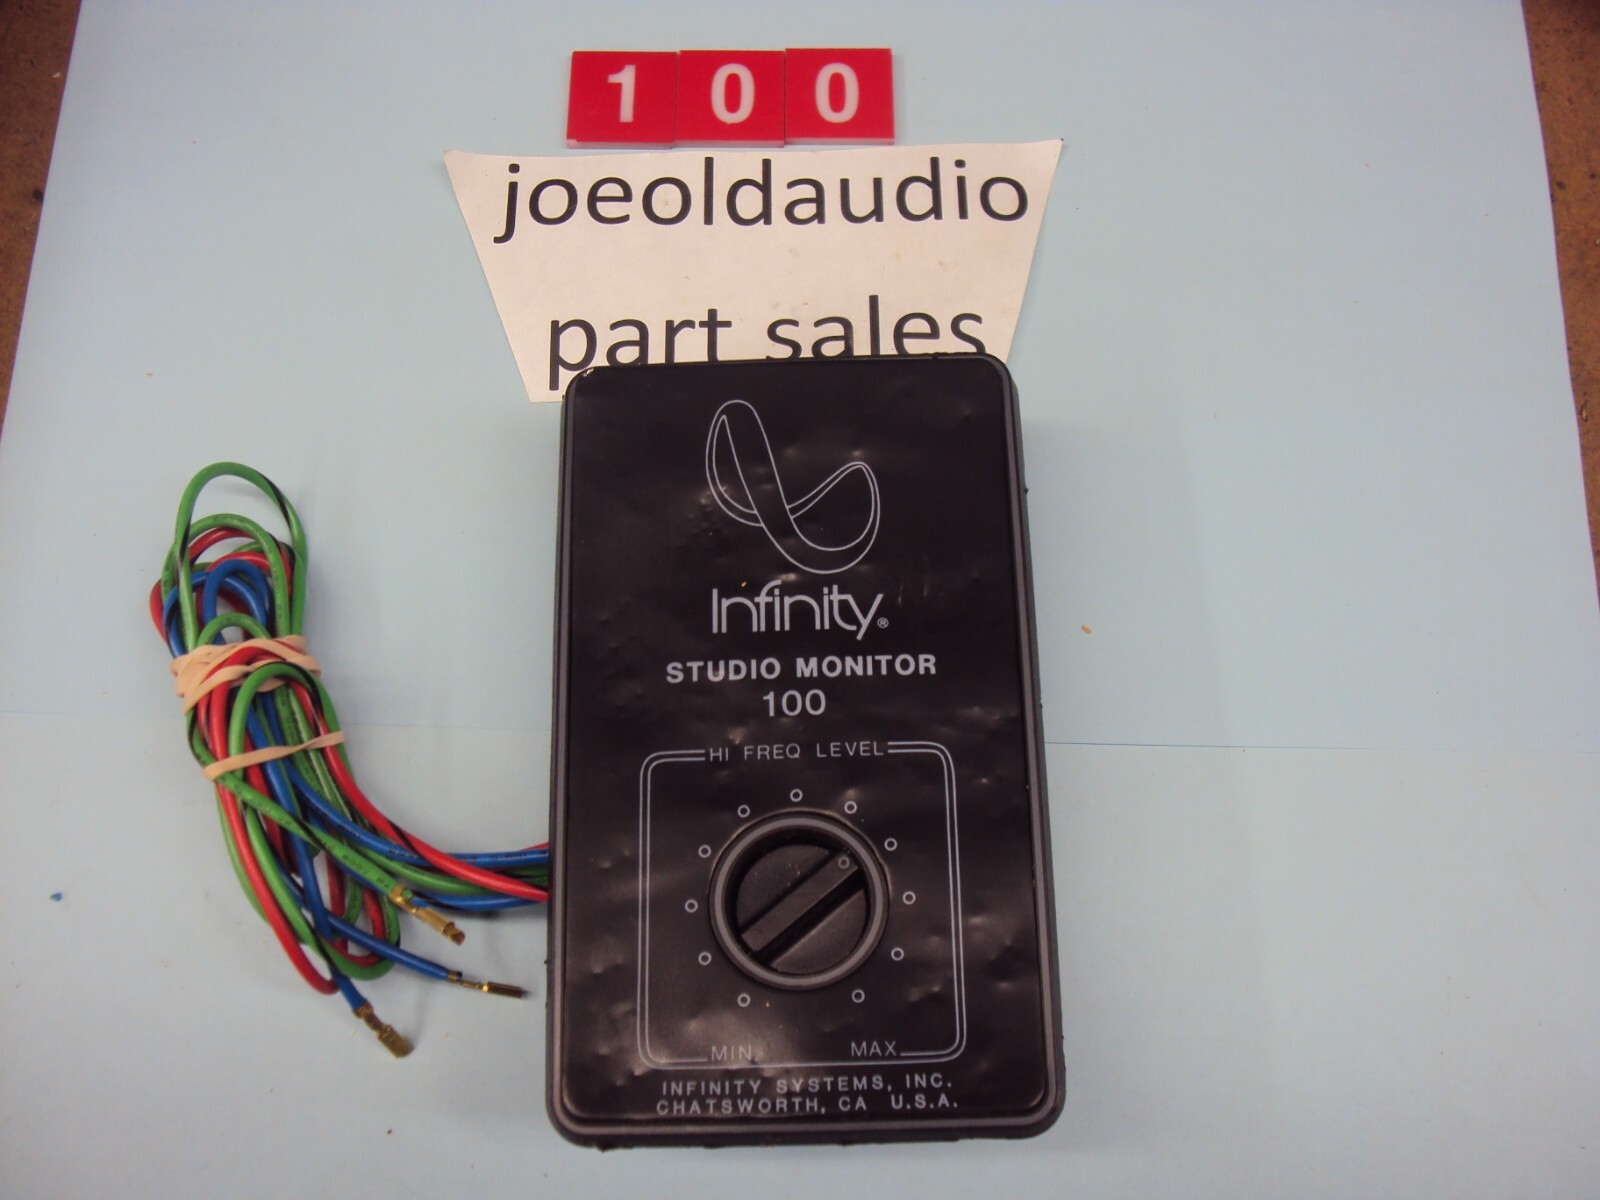 100
joeoldaudio
part sales
Infinity®
STUDIO MONITOR
100
HI FREQ LEVEL
MIN MAX
INFINITY SYSTEMS, INC.
CHATSWORTH, CA U.S.A.